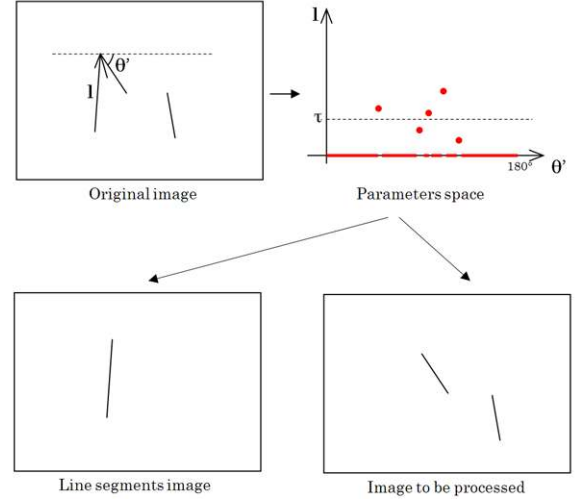 l
θ'
l
τ
180°
θ'
Original image
Parameters space
Line segments image
Image to be processed